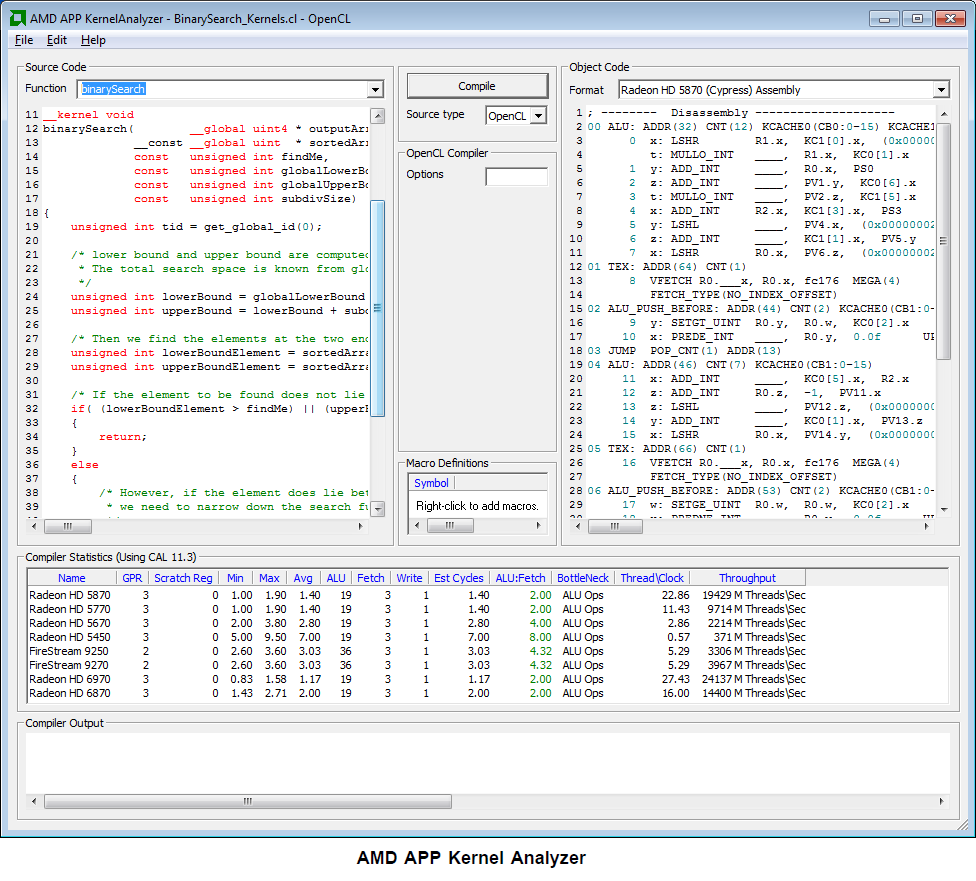 AMD APP KernelAnalyzer - BinarySearch_Kernels.cl - OpenCL
File Edit Help
Source Code
Function binarySearch
11 __kernel void
12 binarySearch( __global uint4 * outputArr
13 __const __global uint * sortedArr
14 const unsigned int findMe,
15 const unsigned int globalLowerBo
16 const unsigned int globalUpperBo
17 const unsigned int subdivSize)
18 {
19 unsigned int tid = get_global_id(0);
20
21 /* lower bound and upper bound are computed
22 * The total search space is known from glo
23 */
24 unsigned int lowerBound = globalLowerBound
25 unsigned int upperBound = lowerBound + subd
26
27 /* Then we find the elements at the two end
28 unsigned int lowerBoundElement = sortedArra
29 unsigned int upperBoundElement = sortedArra
30
31 /* If the element to be found does not lie
32 if( (lowerBoundElement > findMe) || (upperB
33 {
34 return;
35 }
36 else
37 {
38 /* However, if the element does lie bet
39 * we need to narrow down the search fu
Compile
Source type OpenCL
OpenCL Compiler
Options
Macro Definitions
Symbol
Right-click to add macros.
Object Code
Format Radeon HD 5870 (Cypress) Assembly
1 ; -------- Disassembly --------------------
2 00 ALU: ADDR(32) CNT(12) KCACHE0(CB0:0-15) KCACHE1
3 0 x: LSHR R1.x, KC1[0].x, (0x00000
4 t: MULLO_INT ____, R1.x, KC0[1].x
5 1 y: ADD_INT ____, R0.x, PS0
6 2 z: ADD_INT ____, PV1.y, KC0[6].x
7 3 t: MULLO_INT ____, PV2.z, KC1[5].x
8 4 x: ADD_INT R2.x, KC1[3].x, PS3
9 5 y: LSHL ____, PV4.x, (0x00000002
10 6 z: ADD_INT ____, KC1[1].x, PV5.y
11 7 x: LSHR R0.x, PV6.z, (0x00000002
12 01 TEX: ADDR(64) CNT(1)
13 8 VFETCH R0.x___, R0.x, fc176 MEGA(4)
14 FETCH_TYPE(NO_INDEX_OFFSET)
15 02 ALU_PUSH_BEFORE: ADDR(44) CNT(2) KCACHE0(CB1:0-
16 9 y: SETGT_UINT R0.y, R0.w, KC0[2].x
17 10 x: PREDE_INT ____, R0.y, 0.0f UP
18 03 JUMP POP_CNT(1) ADDR(13)
19 04 ALU: ADDR(46) CNT(7) KCACHE0(CB1:0-15)
20 11 x: ADD_INT ____, KC0[5].x, R2.x
21 12 z: ADD_INT R0.z, -1, PV11.x
22 13 z: LSHL ____, PV12.z, (0x0000000
23 14 y: ADD_INT ____, KC0[1].x, PV13.z
24 15 x: LSHR R0.x, PV14.y, (0x0000000
25 05 TEX: ADDR(66) CNT(1)
26 16 VFETCH R0.___x, R0.x, fc176 MEGA(4)
27 FETCH_TYPE(NO_INDEX_OFFSET)
28 06 ALU_PUSH_BEFORE: ADDR(53) CNT(2) KCACHE0(CB1:0-
29 17 w: SETGE_UINT R0.w, R0.w, KC0[2].x
Compiler Statistics (Using CAL 11.3)
Name GPR Scratch Reg Min Max Avg ALU Fetch Write Est Cycles ALU:Fetch BottleNeck Thread\Clock Throughput
Radeon HD 5870 3 0 1.00 1.90 1.40 19 3 1 1.40 2.00 ALU Ops 22.86 19429 M Threads\Sec
Radeon HD 5770 3 0 1.00 1.90 1.40 19 3 1 1.40 2.00 ALU Ops 11.43 9714 M Threads\Sec
Radeon HD 5670 3 0 2.00 3.80 2.80 19 3 1 2.80 4.00 ALU Ops 2.86 2214 M Threads\Sec
Radeon HD 5450 3 0 5.00 9.50 7.00 19 3 1 7.00 8.00 ALU Ops 0.57 371 M Threads\Sec
FireStream 9250 2 0 2.60 3.60 3.03 36 3 1 3.03 4.32 ALU Ops 5.29 3306 M Threads\Sec
FireStream 9270 2 0 2.60 3.60 3.03 36 3 1 3.03 4.32 ALU Ops 5.29 3967 M Threads\Sec
Radeon HD 6970 3 0 0.83 1.58 1.17 19 3 1 1.17 2.00 ALU Ops 27.43 24137 M Threads\Sec
Radeon HD 6870 3 0 1.43 2.71 2.00 19 3 1 2.00 2.00 ALU Ops 16.00 14400 M Threads\Sec
Compiler Output
AMD APP Kernel Analyzer